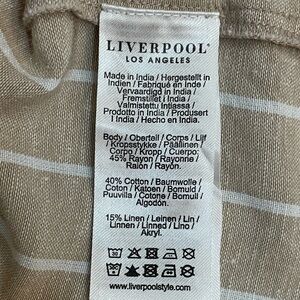 LIVERPOOL
LOS ANGELES
Made in India / Hergestellt in
Indien / Fabriqué en Inde /
Vervaardigd in India /
Fremstillet i India /
Valmistettu Intiassa /
Prodotto in India / Produsert
I India / Hecho en India.
Body / Oberteil / Corps / Lijf
/ Kropsstykke / Päällinen /
Corpo / Kropp / Cuerpo:
45% Rayon / Rayonne /
Raion / Rayón.
40% Cotton / Baumwolle /
Coton / Katoen / Bomuld /
Puuvilla / Cotone / Bomull /
Algodón.
15% Linen / Leinen / Lin /
Linnen / Linned / Lino/
Akryl.
www.liverpoolstyle.com